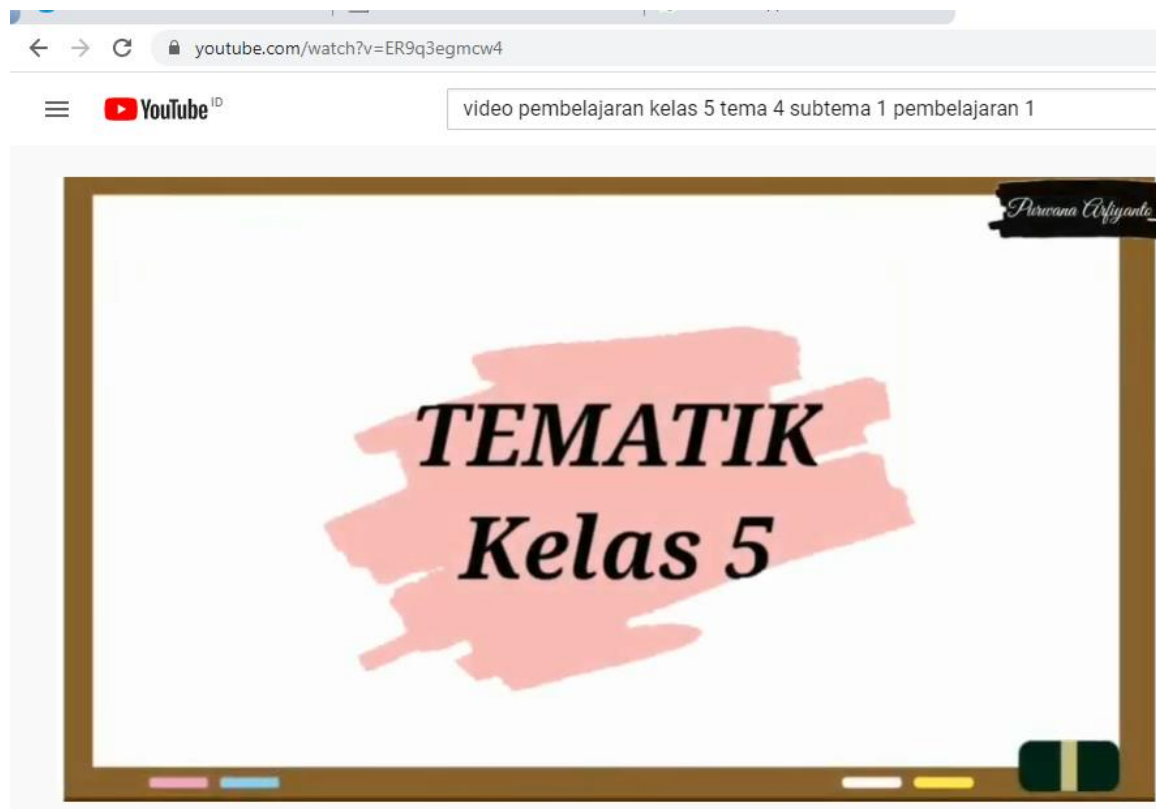 youtube.com/watch?v=ER9q3egmcw4
YouTube ID
video pembelajaran kelas 5 tema 4 subtema 1 pembelajaran 1
Purwana Arfiyanto
TEMATIK
Kelas 5